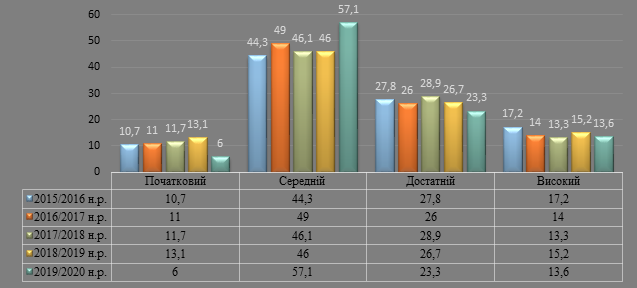 60
50
40
30
20
10
0
10,7 11 11,7 13,1 6
44,3 49 46,1 46 57,1
27,8 26 28,9 26,7 23,3
17,2 14 13,3 15,2 13,6
Початковий Середній Достатній Високий
2015/2016 н.р. 10,7 44,3 27,8 17,2
2016/2017 н.р. 11 49 26 14
2017/2018 н.р. 11,7 46,1 28,9 13,3
2018/2019 н.р. 13,1 46 26,7 15,2
2019/2020 н.р. 6 57,1 23,3 13,6